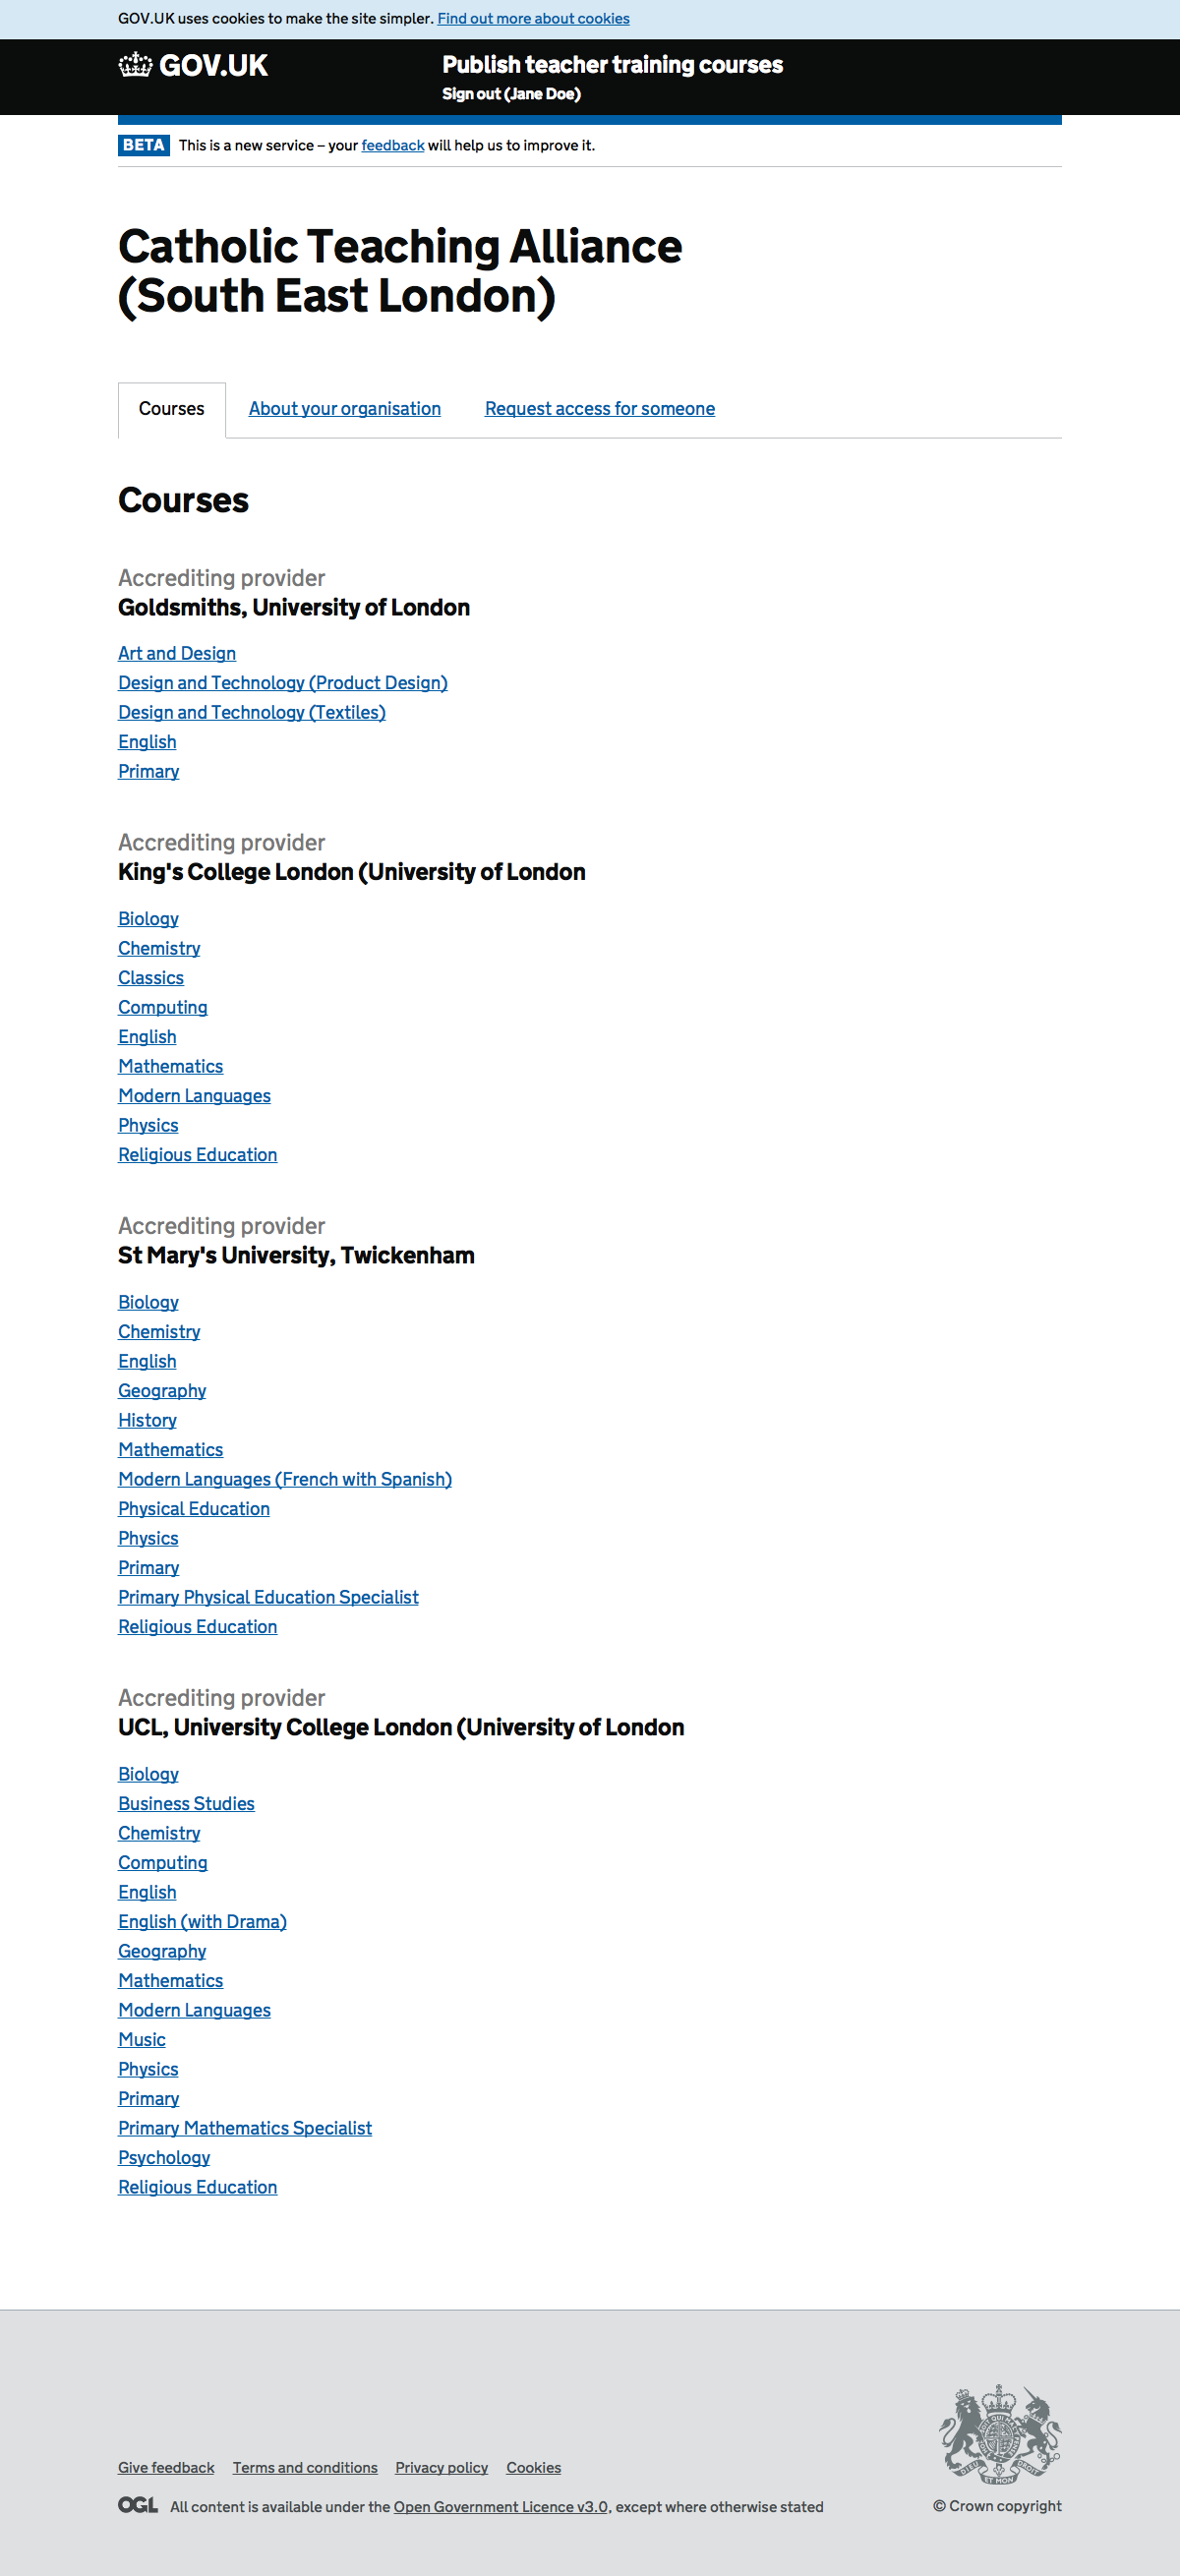 GOV.UK uses cookies to make the site simpler. Find out more about cookies
GOV.UK
Publish teacher training courses
Sign out (Jane Doe)
BETA This is a new service – your feedback will help us to improve it.
Catholic Teaching Alliance
(South East London)
Courses About your organisation Request access for someone
Courses
Accrediting provider
Goldsmiths, University of London
Art and Design
Design and Technology (Product Design)
Design and Technology (Textiles)
English
Primary
Accrediting provider
King's College London (University of London
Biology
Chemistry
Classics
Computing
English
Mathematics
Modern Languages
Physics
Religious Education
Accrediting provider
St Mary's University, Twickenham
Biology
Chemistry
English
Geography
History
Mathematics
Modern Languages (French with Spanish)
Physical Education
Physics
Primary
Primary Physical Education Specialist
Religious Education
Accrediting provider
UCL, University College London (University of London
Biology
Business Studies
Chemistry
Computing
English
English (with Drama)
Geography
Mathematics
Modern Languages
Music
Physics
Primary
Primary Mathematics Specialist
Psychology
Religious Education
Give feedback Terms and conditions Privacy policy Cookies
OGL All content is available under the Open Government Licence v3.0, except where otherwise stated
DIEU ET MON DROIT
© Crown copyright